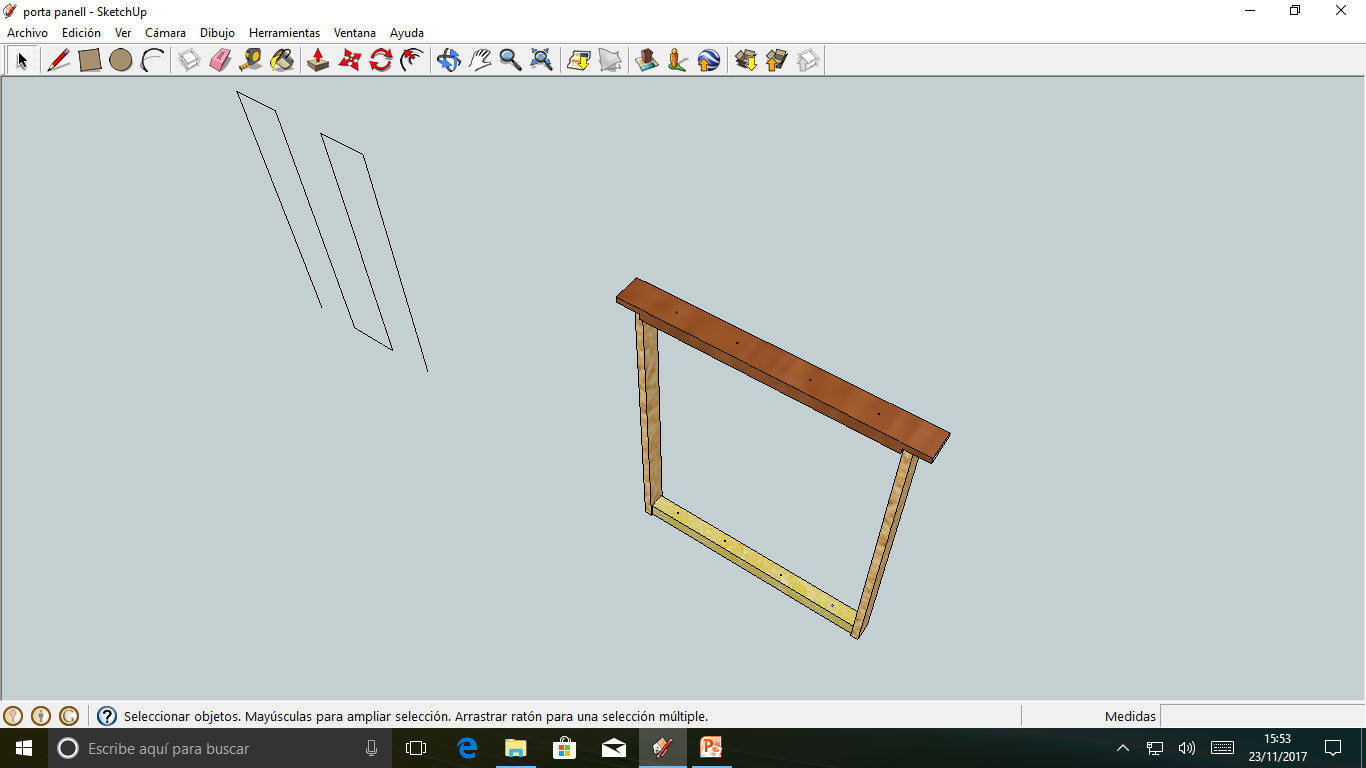 porta panell - SketchUp
Archivo Edición Ver Cámara Dibujo Herramientas Ventana Ayuda
Seleccionar objetos. Mayúsculas para ampliar selección. Arrastrar ratón para una selección múltiple.
Medidas
Escribe aquí para buscar
15:53
23/11/2017